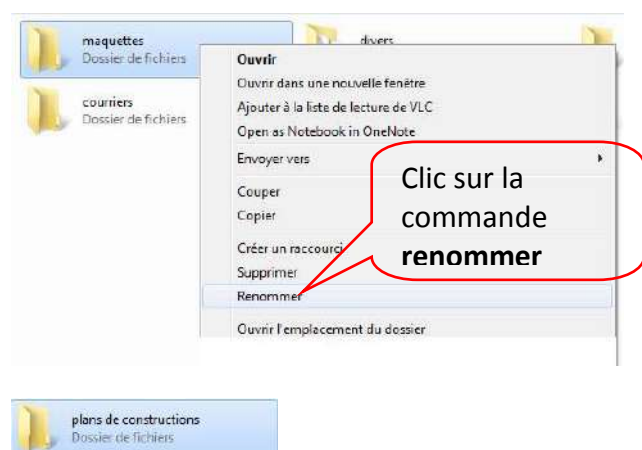 maquettes
Dossier de fichiers
divers
courriers
Dossier de fichiers
Ouvrir
Ouvrir dans une nouvelle fenêtre
Ajouter à la liste de lecture de VLC
Open as Notebook in OneNote
Envoyer vers
Couper
Copier
Créer un raccourci
Supprimer
Renommer
Ouvrir l'emplacement du dossier
Clic sur la
commande
renommer
plans de constructions
Dossier de fichiers